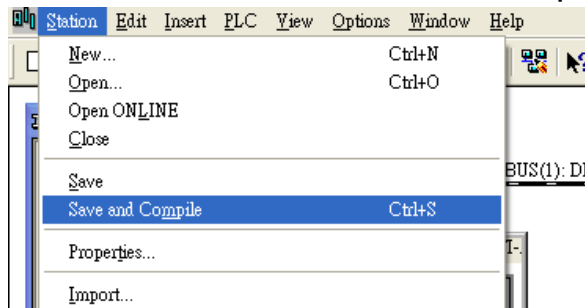 Station Edit Insert PLC View Options Window Help
New... Ctrl+N
Open... Ctrl+O
Open ONLINE
Close
BUS(1):
Save
Save and Compile Ctrl+S
Properties...
Import...